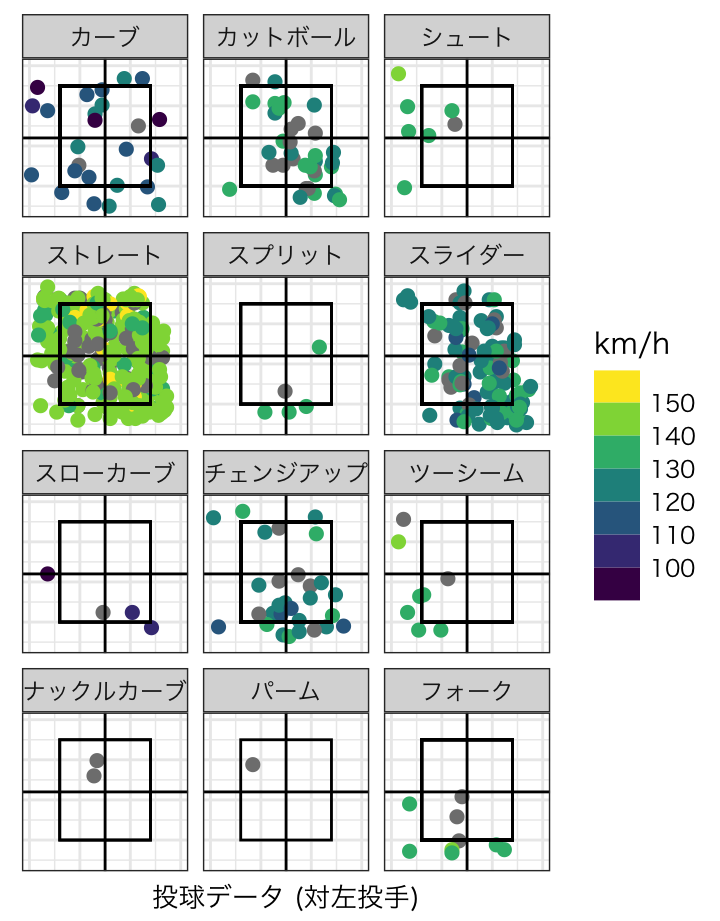 カーブ
カットボール
シュート
ストレート
スプリット
スライダー
スローカーブ
チェンジアップ
ツーシーム
ナックルカーブ
パーム
フォーク
km/h
150
140
130
120
110
100
投球データ (対左投手)